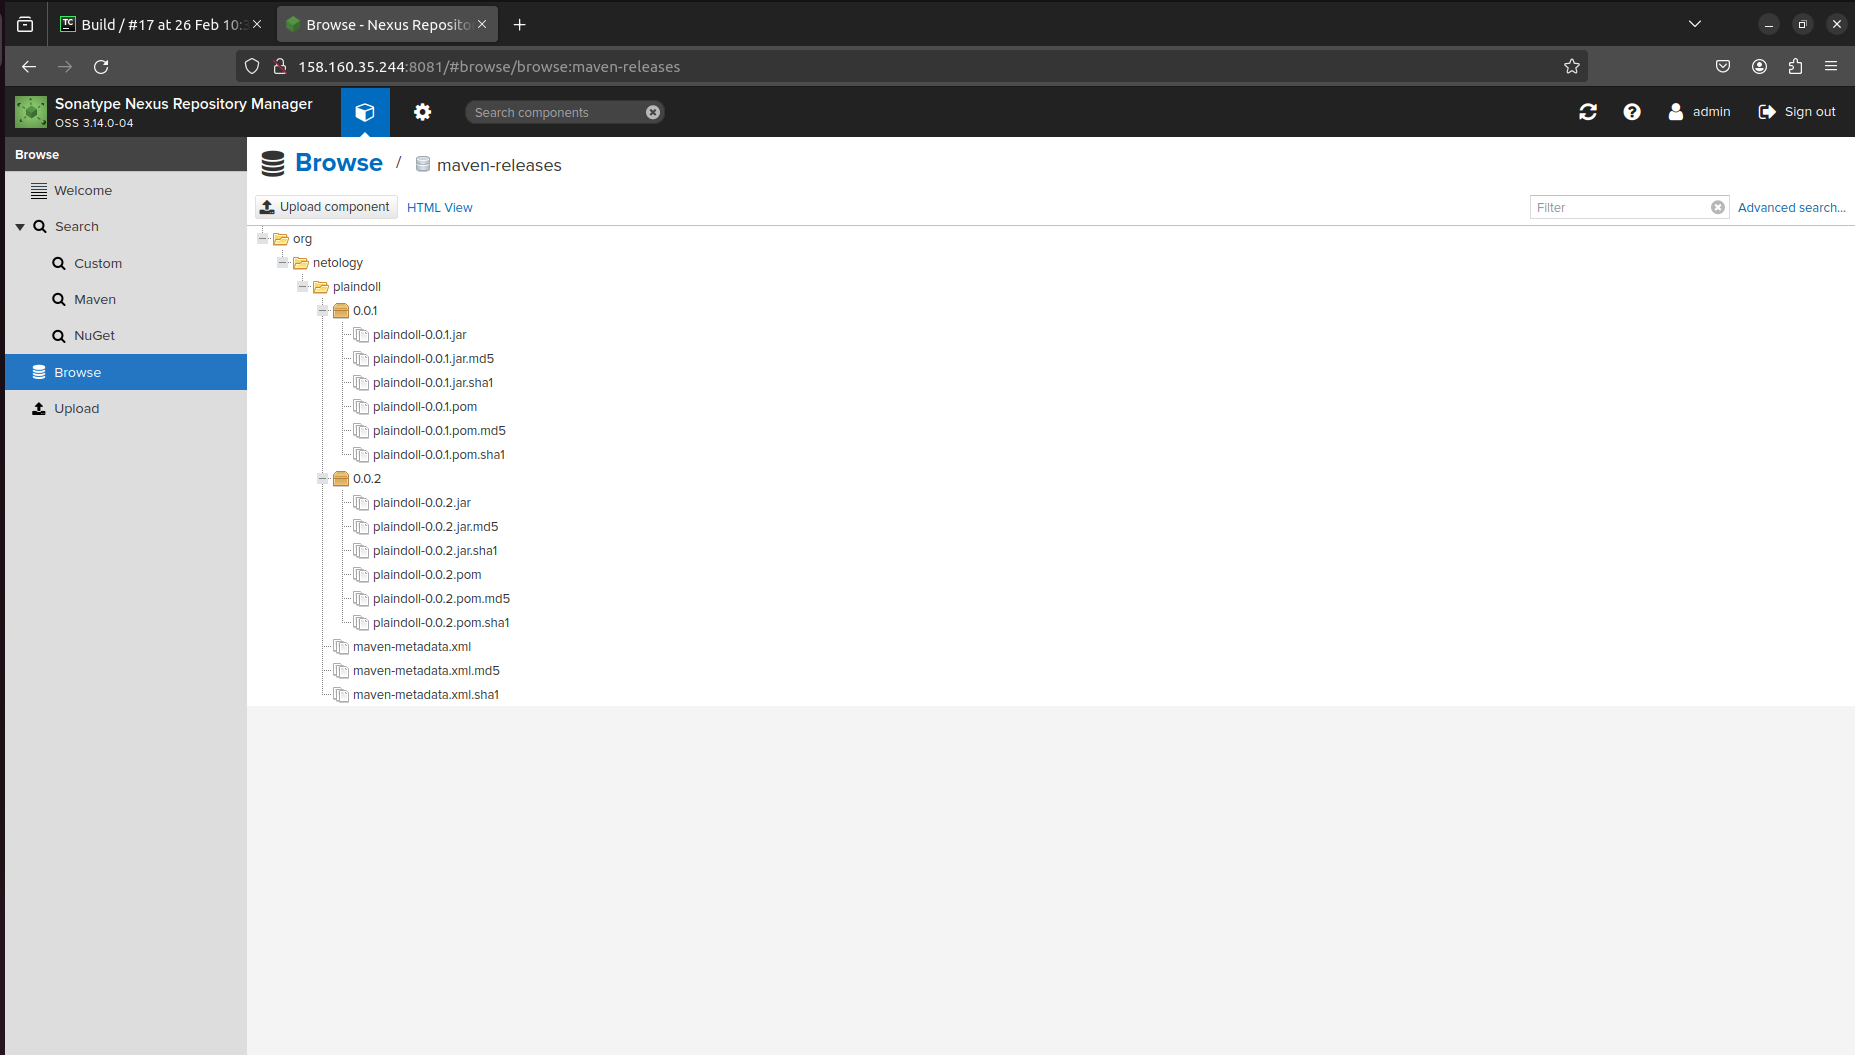 Build / #17 at 26 Feb 10:3
Browse - Nexus Reposito
158.160.35.244:8081/#browse/browse:maven-releases
Sonatype Nexus Repository Manager
OSS 3.14.0-04
Search components
admin
Sign out
Browse
Welcome
Search
Custom
Maven
NuGet
Browse
Upload
Browse / maven-releases
Upload component
HTML View
Filter
Advanced search...
org
netology
plaindoll
0.0.1
plaindoll-0.0.1.jar
plaindoll-0.0.1.jar.md5
plaindoll-0.0.1.jar.sha1
plaindoll-0.0.1.pom
plaindoll-0.0.1.pom.md5
plaindoll-0.0.1.pom.sha1
0.0.2
plaindoll-0.0.2.jar
plaindoll-0.0.2.jar.md5
plaindoll-0.0.2.jar.sha1
plaindoll-0.0.2.pom
plaindoll-0.0.2.pom.md5
plaindoll-0.0.2.pom.sha1
maven-metadata.xml
maven-metadata.xml.md5
maven-metadata.xml.sha1